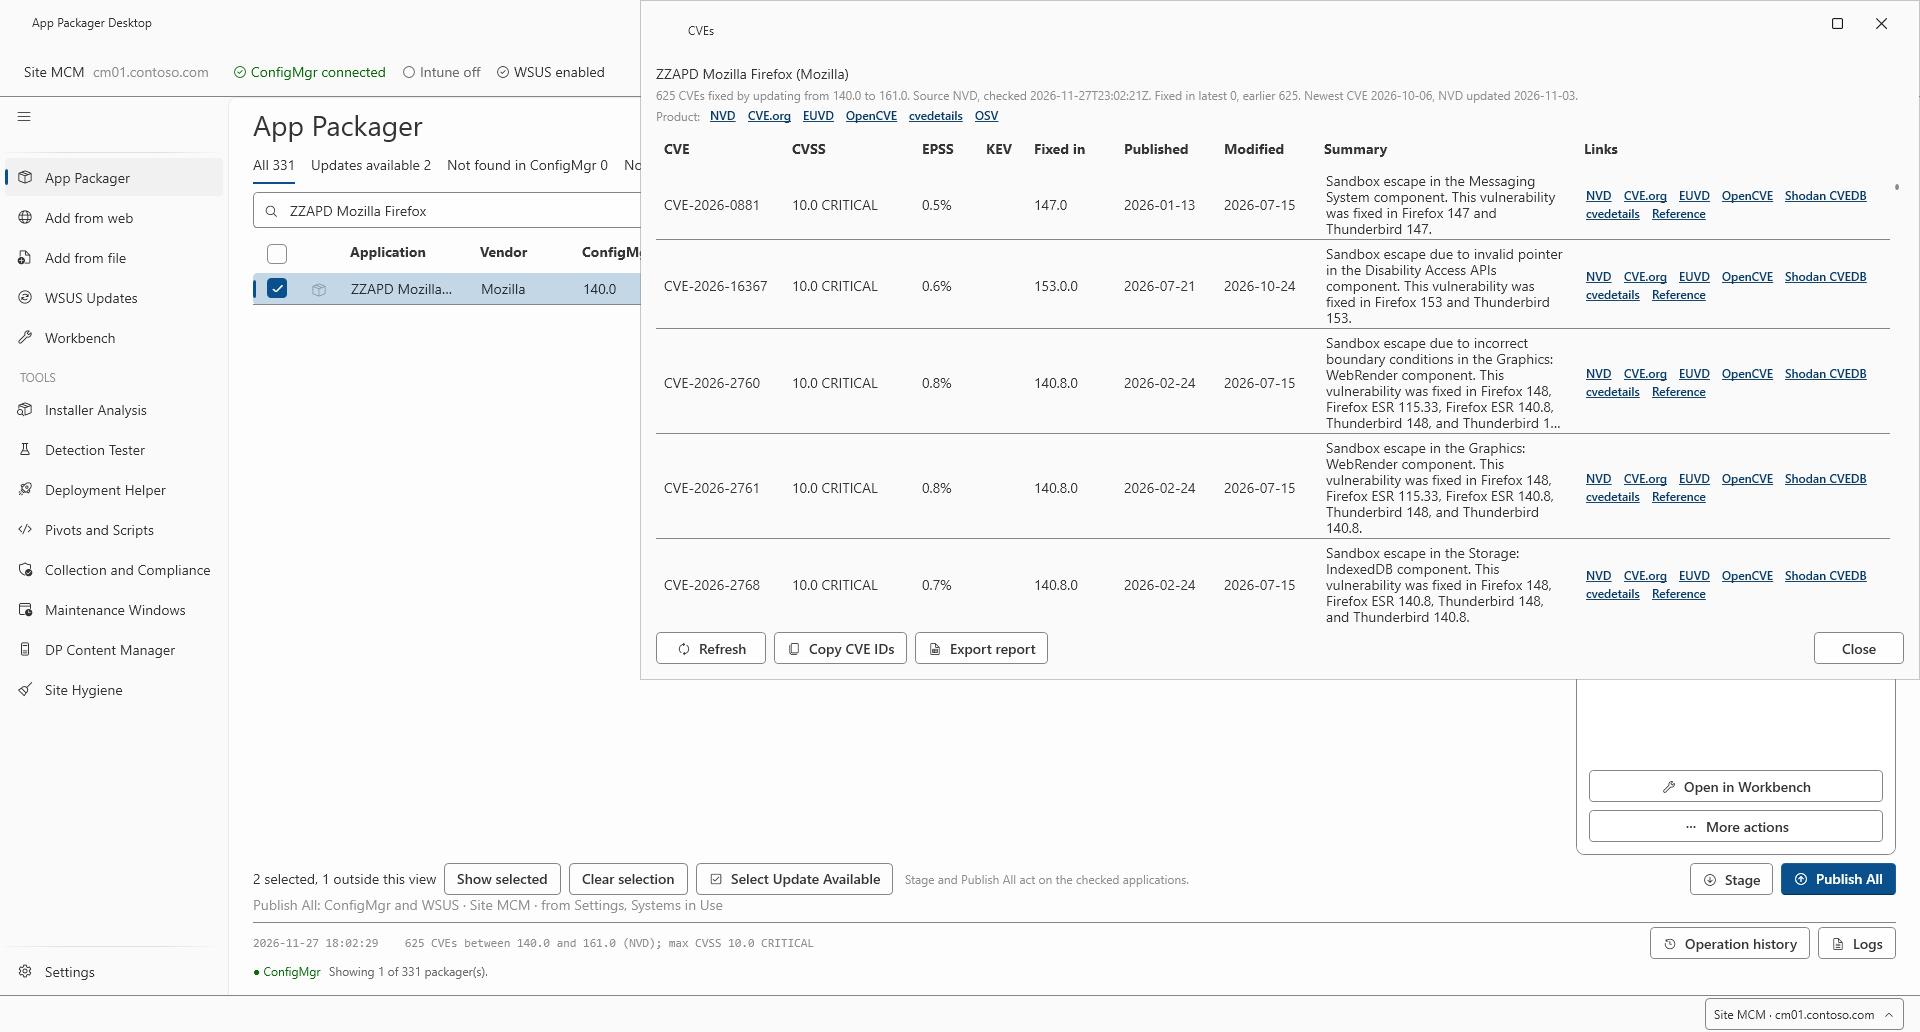 App Packager Desktop
Site MCM cm01.contoso.com ConfigMgr connected Intune off WSUS enabled
App Packager
Add from web
Add from file
WSUS Updates
Workbench
TOOLS
Installer Analysis
Detection Tester
Deployment Helper
Pivots and Scripts
Collection and Compliance
Maintenance Windows
DP Content Manager
Site Hygiene
Settings
App Packager
All 331 Updates available 2 Not found in ConfigMgr 0 No
ZZAPD Mozilla Firefox
Application Vendor ConfigMg
ZZAPD Mozilla... Mozilla 140.0
CVEs
ZZAPD Mozilla Firefox (Mozilla)
625 CVEs fixed by updating from 140.0 to 161.0. Source NVD, checked 2026-11-27T23:02:21Z. Fixed in latest 0, earlier 625. Newest CVE 2026-10-06, NVD updated 2026-11-03.
Product: NVD CVE.org EUVD OpenCVE cvedetails OSV
CVE CVSS EPSS KEV Fixed in Published Modified Summary Links
CVE-2026-0881 10.0 CRITICAL 0.5% 147.0 2026-01-13 2026-07-15
Sandbox escape in the Messaging
System component. This vulnerability
was fixed in Firefox 147 and
Thunderbird 147.
NVD CVE.org EUVD OpenCVE Shodan CVEDB
cvedetails Reference
CVE-2026-16367 10.0 CRITICAL 0.6% 153.0.0 2026-07-21 2026-10-24
Sandbox escape due to invalid pointer
in the Disability Access APIs
component. This vulnerability was
fixed in Firefox 153 and Thunderbird
153.
NVD CVE.org EUVD OpenCVE Shodan CVEDB
cvedetails Reference
CVE-2026-2760 10.0 CRITICAL 0.8% 140.8.0 2026-02-24 2026-07-15
Sandbox escape due to incorrect
boundary conditions in the Graphics:
WebRender component. This
vulnerability was fixed in Firefox 148,
Firefox ESR 115.33, Firefox ESR 140.8,
Thunderbird 148, and Thunderbird 1...
NVD CVE.org EUVD OpenCVE Shodan CVEDB
cvedetails Reference
CVE-2026-2761 10.0 CRITICAL 0.8% 140.8.0 2026-02-24 2026-07-15
Sandbox escape in the Graphics:
WebRender component. This
vulnerability was fixed in Firefox 148,
Firefox ESR 115.33, Firefox ESR 140.8,
Thunderbird 148, and Thunderbird
140.8.
NVD CVE.org EUVD OpenCVE Shodan CVEDB
cvedetails Reference
CVE-2026-2768 10.0 CRITICAL 0.7% 140.8.0 2026-02-24 2026-07-15
Sandbox escape in the Storage:
IndexedDB component. This
vulnerability was fixed in Firefox 148,
Firefox ESR 140.8, Thunderbird 148,
and Thunderbird 140.8.
NVD CVE.org EUVD OpenCVE Shodan CVEDB
cvedetails Reference
Refresh Copy CVE IDs Export report Close
Open in Workbench
More actions
2 selected, 1 outside this view Show selected Clear selection Select Update Available Stage and Publish All act on the checked applications. Stage Publish All
Publish All: ConfigMgr and WSUS · Site MCM · from Settings, Systems in Use
2026-11-27 18:02:29 625 CVEs between 140.0 and 161.0 (NVD); max CVSS 10.0 CRITICAL Operation history Logs
ConfigMgr Showing 1 of 331 packager(s).
Site MCM · cm01.contoso.com